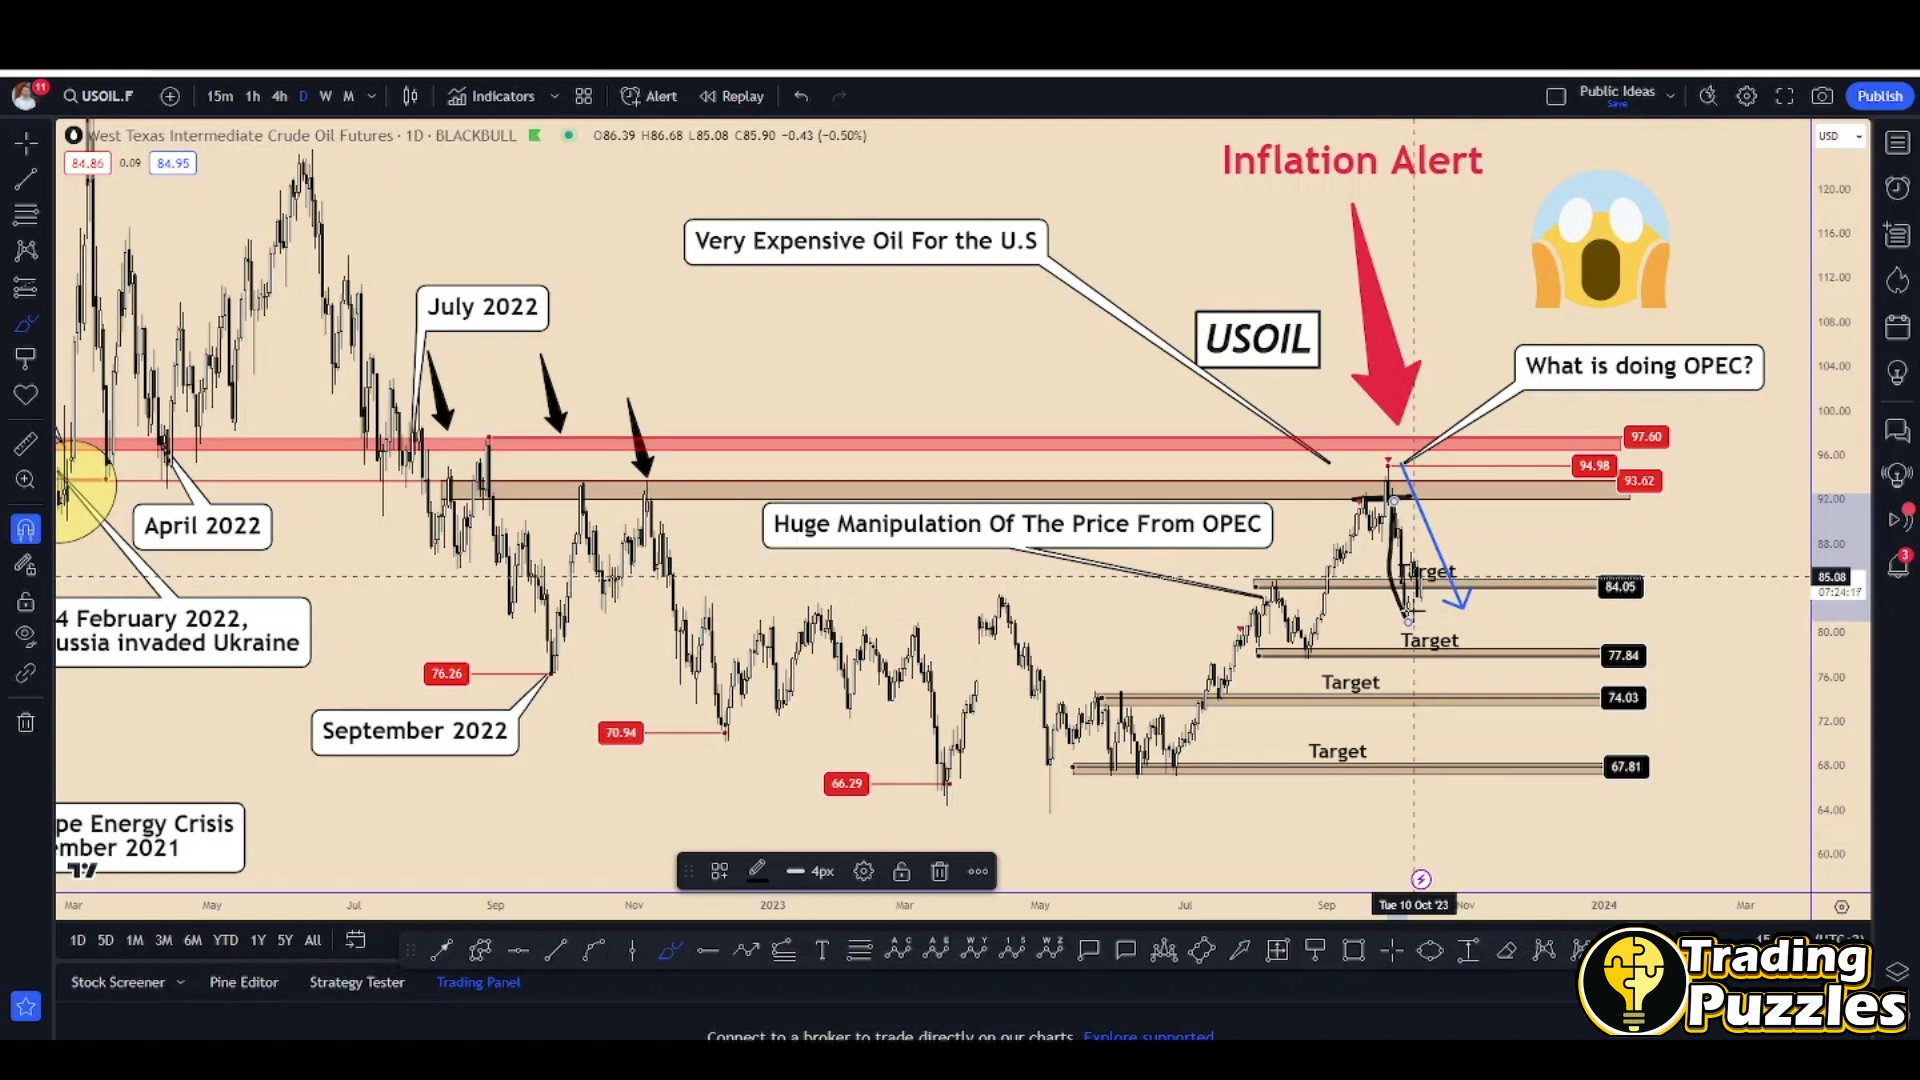 11
USOIL.F
15m 1h 4h D W M
Indicators
Alert
Replay
Public Ideas
Save
Publish
West Texas Intermediate Crude Oil Futures · 1D · BLACKBULL
O86.39 H86.68 L85.08 C85.90 −0.43 (−0.50%)
USD
84.86 0.09 84.95
Inflation Alert
Very Expensive Oil For the U.S
July 2022
USOIL
What is doing OPEC?
April 2022
Huge Manipulation Of The Price From OPEC
4 February 2022,
ussia invaded Ukraine
September 2022
pe Energy Crisis
ember 2021
76.26
70.94
66.29
97.60
94.98
93.62
Target
84.05
Target
77.84
Target
74.03
Target
67.81
120.00
116.00
112.00
108.00
104.00
100.00
96.00
92.00
88.00
85.08
07:24:17
80.00
76.00
72.00
68.00
64.00
60.00
4px
Mar May Jul Sep Nov 2023 Mar May Jul Sep Tue 10 Oct '23 Nov 2024 Mar
1D 5D 1M 3M 6M YTD 1Y 5Y All
Stock Screener Pine Editor Strategy Tester Trading Panel
Connect to a broker to trade directly on our charts. Explore supported
3
Trading
Puzzles